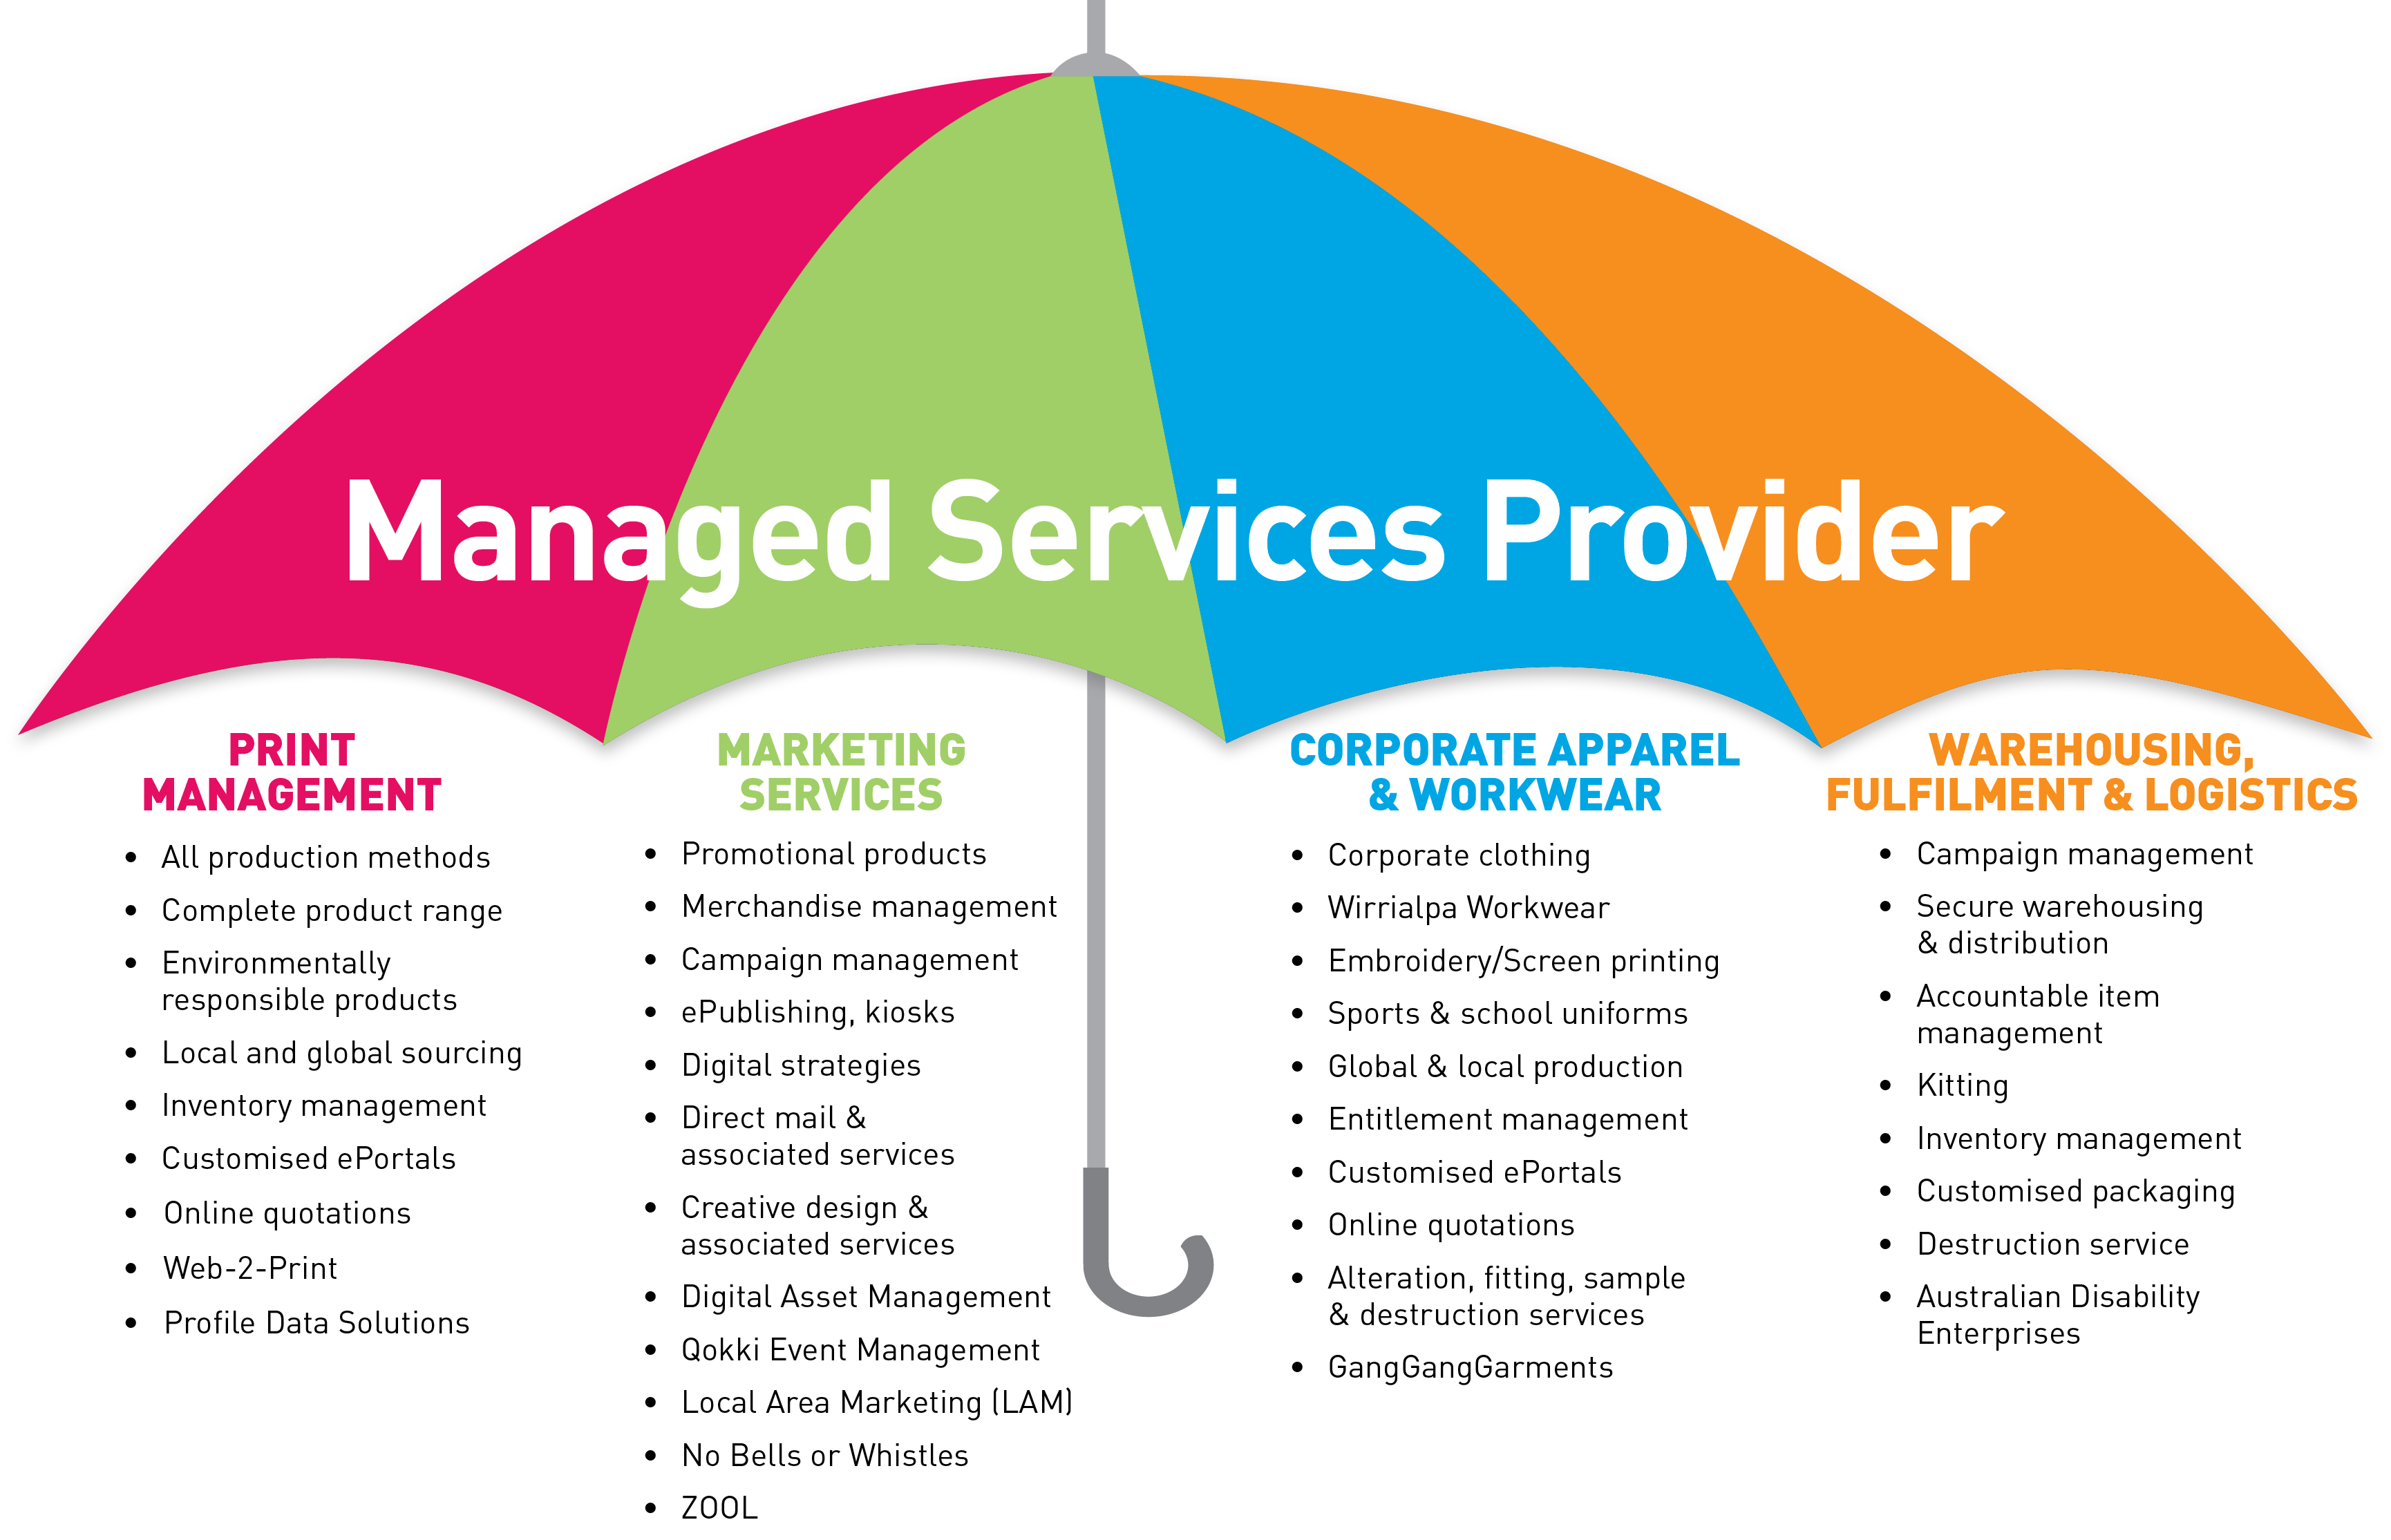 Managed Services Provider
PRINT
MANAGEMENT
• All production methods
• Complete product range
• Environmentally
responsible products
• Local and global sourcing
• Inventory management
• Customised ePortals
• Online quotations
• Web-2-Print
• Profile Data Solutions
MARKETING
SERVICES
• Promotional products
• Merchandise management
• Campaign management
• ePublishing, kiosks
• Digital strategies
• Direct mail &
associated services
• Creative design &
associated services
• Digital Asset Management
• Qokki Event Management
• Local Area Marketing (LAM)
• No Bells or Whistles
• ZOOL
CORPORATE APPAREL
& WORKWEAR
• Corporate clothing
• Wirrialpa Workwear
• Embroidery/Screen printing
• Sports & school uniforms
• Global & local production
• Entitlement management
• Customised ePortals
• Online quotations
• Alteration, fitting, sample
& destruction services
• GangGangGarments
WAREHOUSING,
FULFILMENT & LOGISTICS
• Campaign management
• Secure warehousing
& distribution
• Accountable item
management
• Kitting
• Inventory management
• Customised packaging
• Destruction service
• Australian Disability
Enterprises